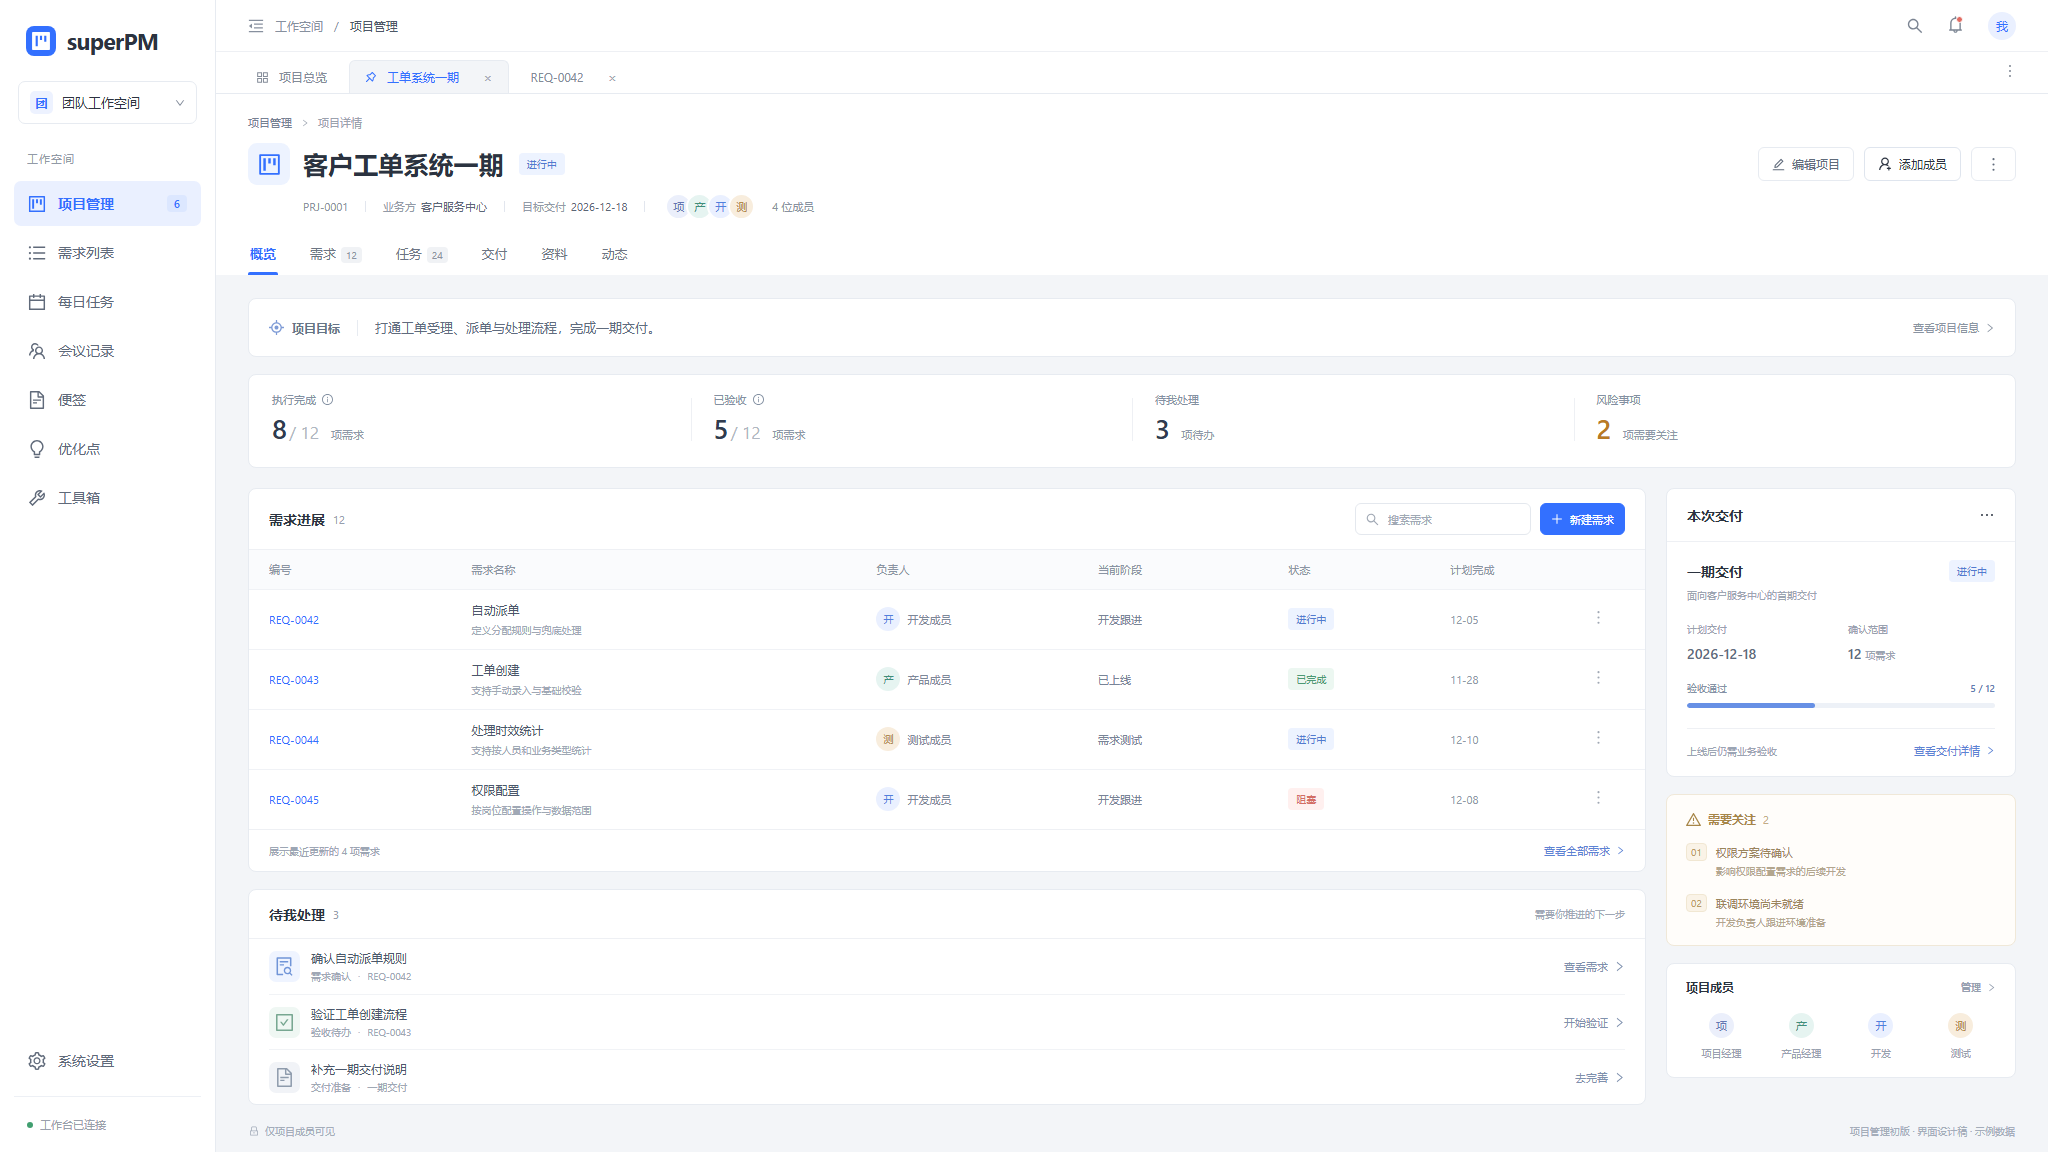 superPM
团 团队工作空间
工作空间
项目管理 6
需求列表
每日任务
会议记录
便签
优化点
工具箱
系统设置
工作台已连接
工作空间 / 项目管理
我
项目总览
工单系统一期 ×
REQ-0042 ×
项目管理 > 项目详情
客户工单系统一期 进行中
编辑项目
添加成员
PRJ-0001 业务方 客户服务中心 目标交付 2026-12-18 项 产 开 测 4 位成员
概览 需求 12 任务 24 交付 资料 动态
项目目标 打通工单受理、派单与处理流程，完成一期交付。 查看项目信息 >
执行完成
8 / 12 项需求
已验收
5 / 12 项需求
待我处理
3 项待办
风险事项
2 项需要关注
需求进展 12
搜索需求
+ 新建需求
编号 需求名称 负责人 当前阶段 状态 计划完成
REQ-0042 自动派单 开 开发成员 开发跟进 进行中 12-05
定义分配规则与兜底处理
REQ-0043 工单创建 产 产品成员 已上线 已完成 11-28
支持手动录入与基础校验
REQ-0044 处理时效统计 测 测试成员 需求测试 进行中 12-10
支持按人员和业务类型统计
REQ-0045 权限配置 开 开发成员 开发跟进 阻塞 12-08
按岗位配置操作与数据范围
展示最近更新的 4 项需求 查看全部需求 >
待我处理 3 需要你推进的下一步
确认自动派单规则
需求确认 · REQ-0042
查看需求 >
验证工单创建流程
验收待办 · REQ-0043
开始验证 >
补充一期交付说明
交付准备 · 一期交付
去完善 >
本次交付
一期交付 进行中
面向客户服务中心的首期交付
计划交付 确认范围
2026-12-18 12 项需求
验收通过 5 / 12
上线后仍需业务验收 查看交付详情 >
需要关注 2
01 权限方案待确认
影响权限配置需求的后续开发
02 联调环境尚未就绪
开发负责人跟进环境准备
项目成员 管理 >
项 产 开 测
项目经理 产品经理 开发 测试
仅项目成员可见
项目管理初版 · 界面设计稿 · 示例数据